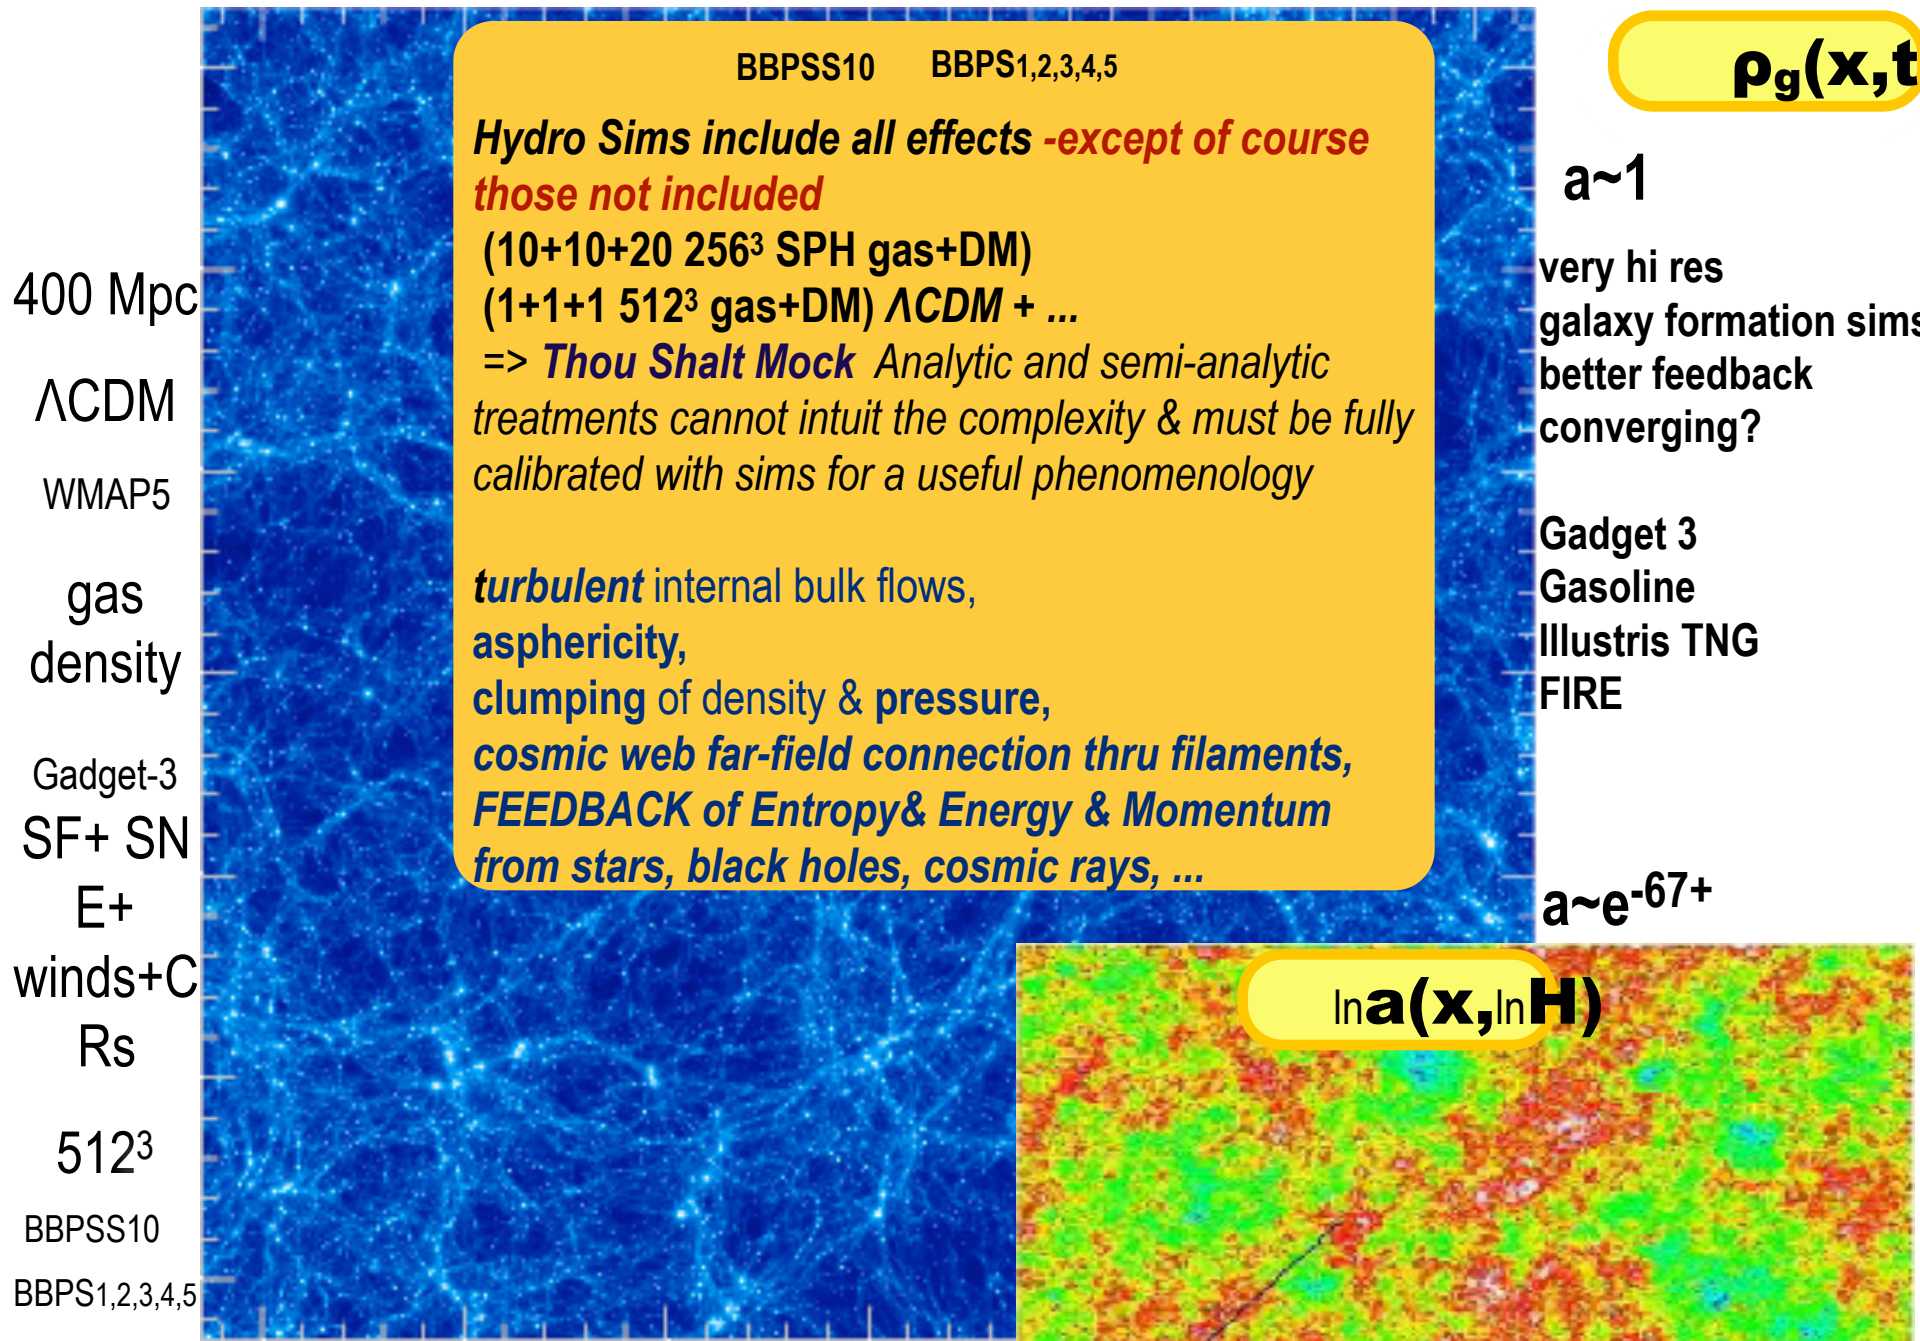 400 Mpc
ΛCDM
WMAP5
gas
density
Gadget-3
SF+ SN
E+
winds+C
Rs
512³
BBPSS10
BBPS1,2,3,4,5
BBPSS10 BBPS1,2,3,4,5
Hydro Sims include all effects -except of course
those not included
(10+10+20 256³ SPH gas+DM)
(1+1+1 512³ gas+DM) ΛCDM + ...
=> Thou Shalt Mock Analytic and semi-analytic
treatments cannot intuit the complexity & must be fully
calibrated with sims for a useful phenomenology
turbulent internal bulk flows,
asphericity,
clumping of density & pressure,
cosmic web far-field connection thru filaments,
FEEDBACK of Entropy& Energy & Momentum
from stars, black holes, cosmic rays, ...
ρg(x,t
a~1
very hi res
galaxy formation sims
better feedback
converging?
Gadget 3
Gasoline
Illustris TNG
FIRE
a~e⁻⁶⁷⁺
lna(x,lnH)